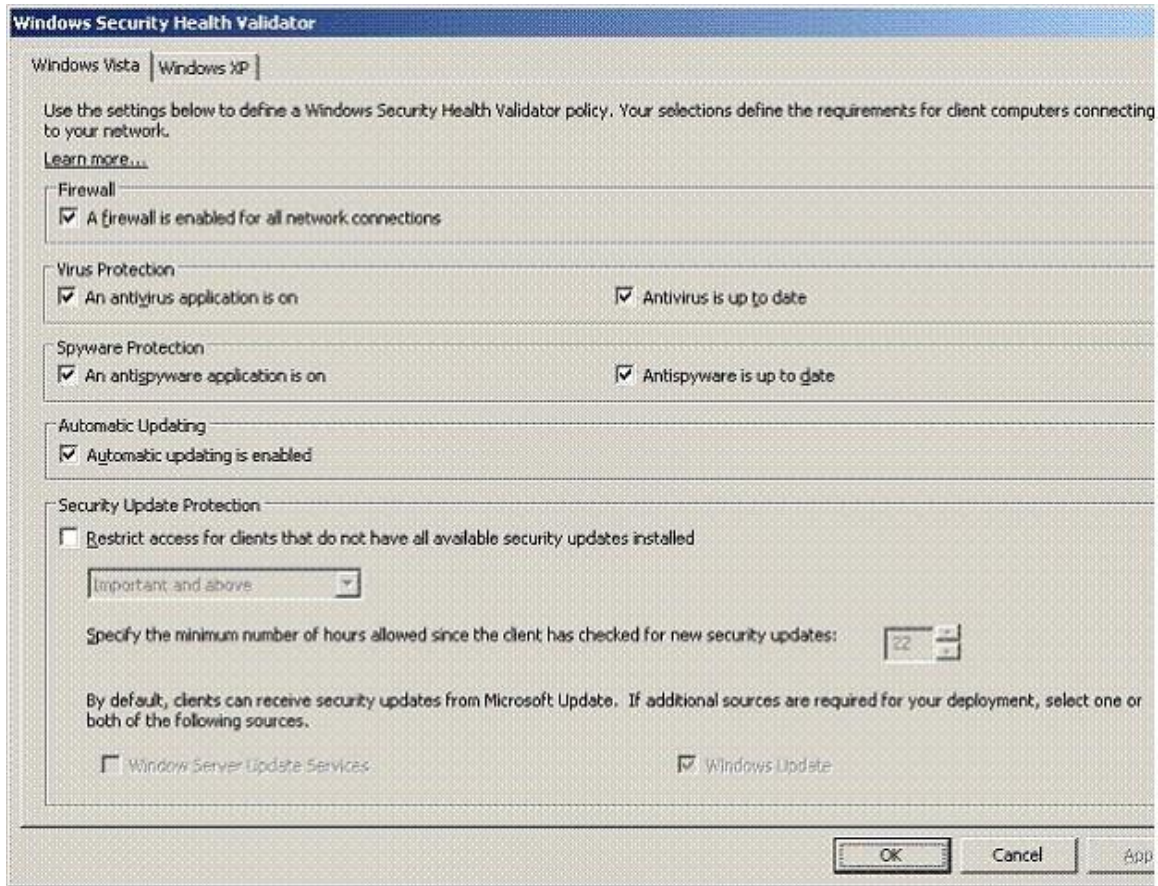 Windows Security Health Validator
Windows Vista
Windows XP
Use the settings below to define a Windows Security Health Validator policy. Your selections define the requirements for client computers connecting
to your network.
Learn more...
Firewall
A firewall is enabled for all network connections
Virus Protection
An antivirus application is on
Antivirus is up to date
Spyware Protection
An antispyware application is on
Antispyware is up to date
Automatic Updating
Automatic updating is enabled
Security Update Protection
Restrict access for clients that do not have all available security updates installed
Important and above
Specify the minimum number of hours allowed since the client has checked for new security updates:
22
By default, clients can receive security updates from Microsoft Update. If additional sources are required for your deployment, select one or
both of the following sources.
Window Server Update Services
Windows Update
OK
Cancel
App